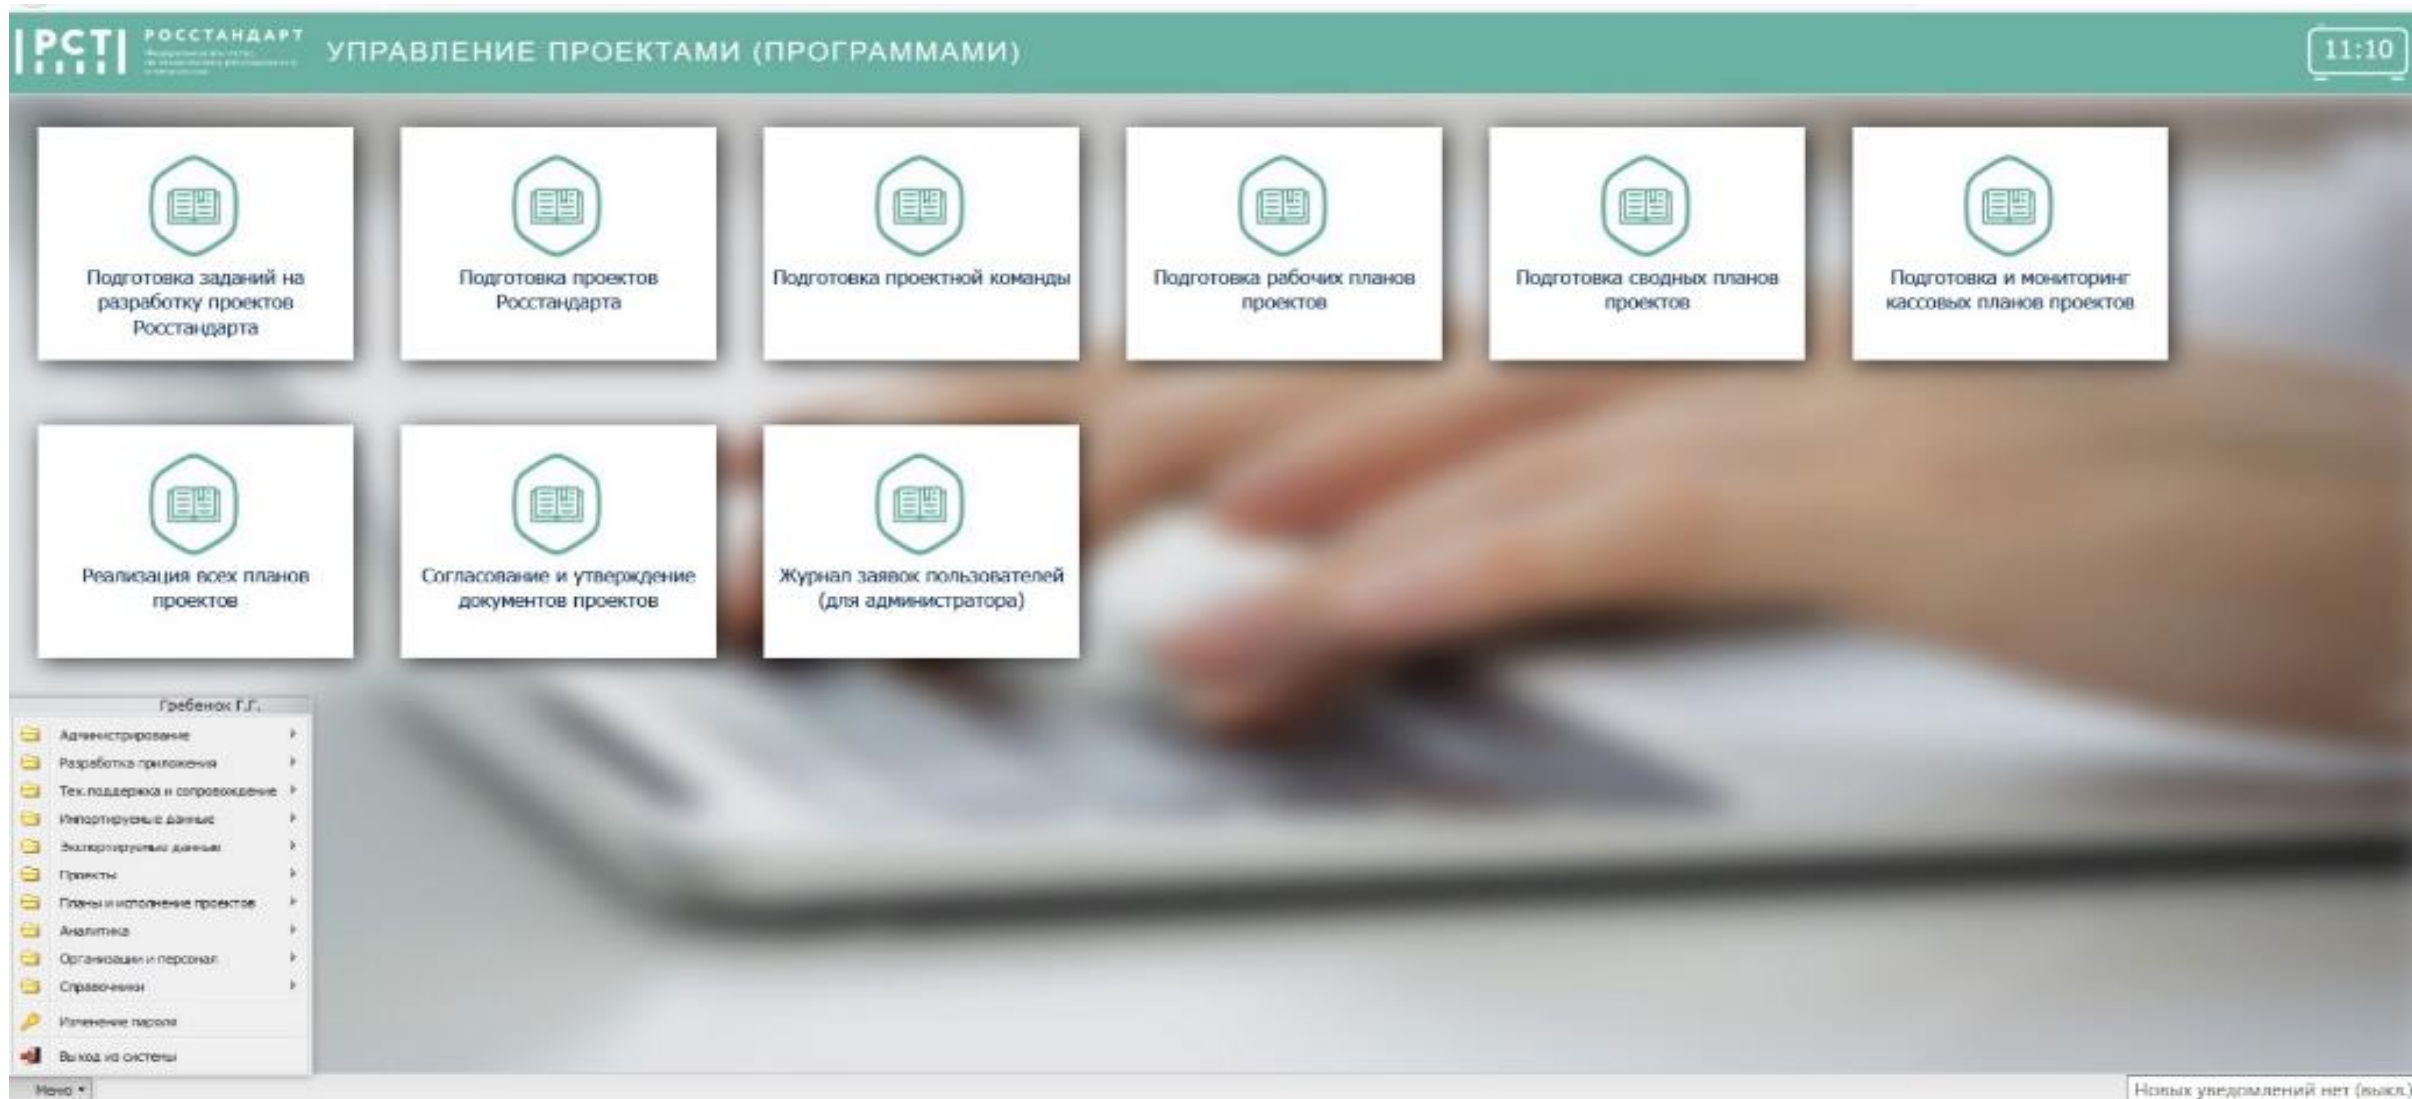 РСТ
РОССТАНДАРТ
УПРАВЛЕНИЕ ПРОЕКТАМИ (ПРОГРАММАМИ)
11:10
Подготовка заданий на
разработку проектов
Росстандарта
Подготовка проектов
Росстандарта
Подготовка проектной команды
Подготовка рабочих планов
проектов
Подготовка сводных планов
проектов
Подготовка и мониторинг
кассовых планов проектов
Реализация всех планов
проектов
Согласование и утверждение
документов проектов
Журнал заявок пользователей
(для администратора)
Гребенюк Г.Г.
Администрирование
Разработка приложения
Тех.поддержка и сопровождение
Импортируемые данные
Экспортируемые данные
Проекты
Планы и исполнение проектов
Аналитика
Организации и персонал
Справочники
Изменение пароля
Выход из системы
Меню
Новых уведомлений нет (выкл.)